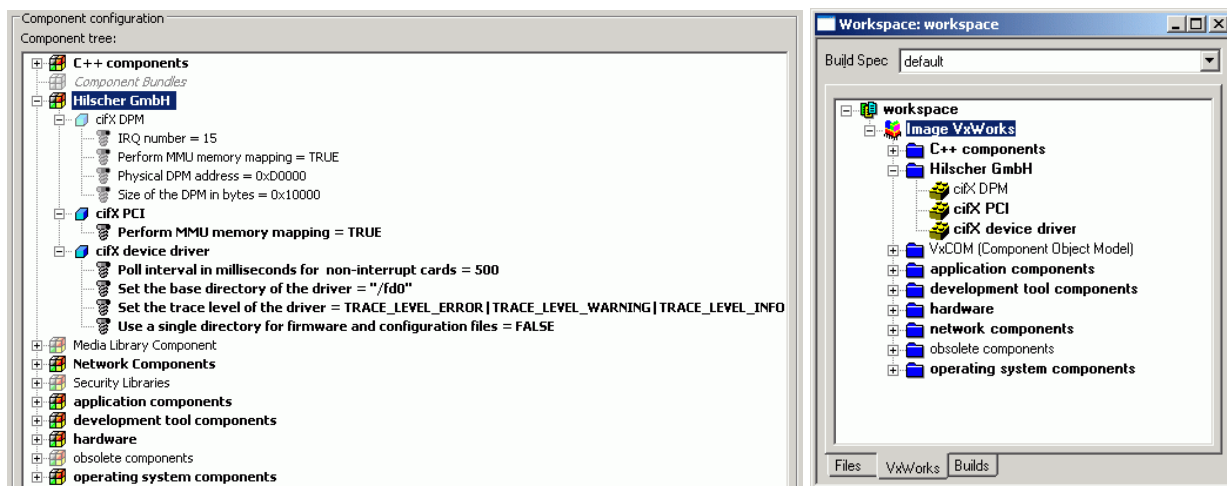 Component configuration
Component tree:
C++ components
Component Bundles
Hilscher GmbH
cifX DPM
IRQ number = 15
Perform MMU memory mapping = TRUE
Physical DPM address = 0xD0000
Size of the DPM in bytes = 0x10000
cifX PCI
Perform MMU memory mapping = TRUE
cifX device driver
Poll interval in milliseconds for non-interrupt cards = 500
Set the base directory of the driver = "/fd0"
Set the trace level of the driver = TRACE_LEVEL_ERROR|TRACE_LEVEL_WARNING|TRACE_LEVEL_INFO
Use a single directory for firmware and configuration files = FALSE
Media Library Component
Network Components
Security Libraries
application components
development tool components
hardware
obsolete components
operating system components
Workspace: workspace
Build Spec default
workspace
Image VxWorks
C++ components
Hilscher GmbH
cifX DPM
cifX PCI
cifX device driver
VxCOM (Component Object Model)
application components
development tool components
hardware
network components
obsolete components
operating system components
Files VxWorks Builds